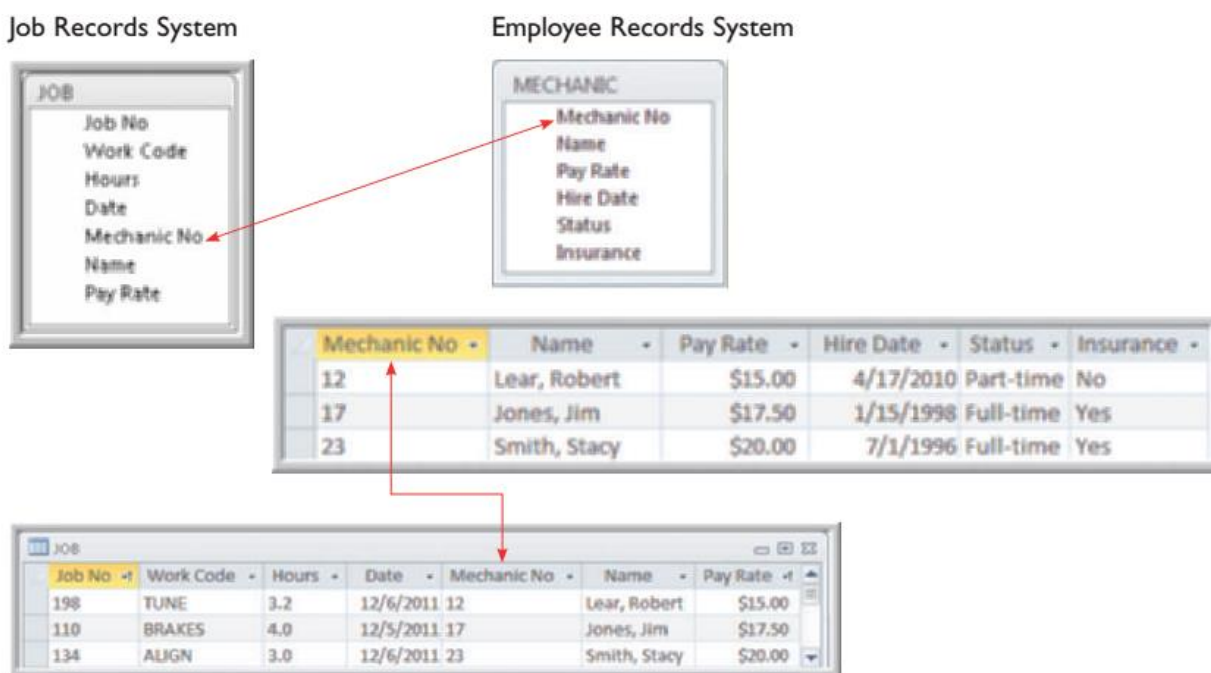 Job Records System
Employee Records System
JOB
Job No
Work Code
Hours
Date
Mechanic No
Name
Pay Rate
MECHANIC
Mechanic No
Name
Pay Rate
Hire Date
Status
Insurance
Mechanic No Name Pay Rate Hire Date Status Insurance
12 Lear, Robert $15.00 4/17/2010 Part-time No
17 Jones, Jim $17.50 1/15/1998 Full-time Yes
23 Smith, Stacy $20.00 7/1/1996 Full-time Yes
JOB
Job No Work Code Hours Date Mechanic No Name Pay Rate
198 TUNE 3.2 12/6/2011 12 Lear, Robert $15.00
110 BRAKES 4.0 12/5/2011 17 Jones, Jim $17.50
134 ALIGN 3.0 12/6/2011 23 Smith, Stacy $20.00